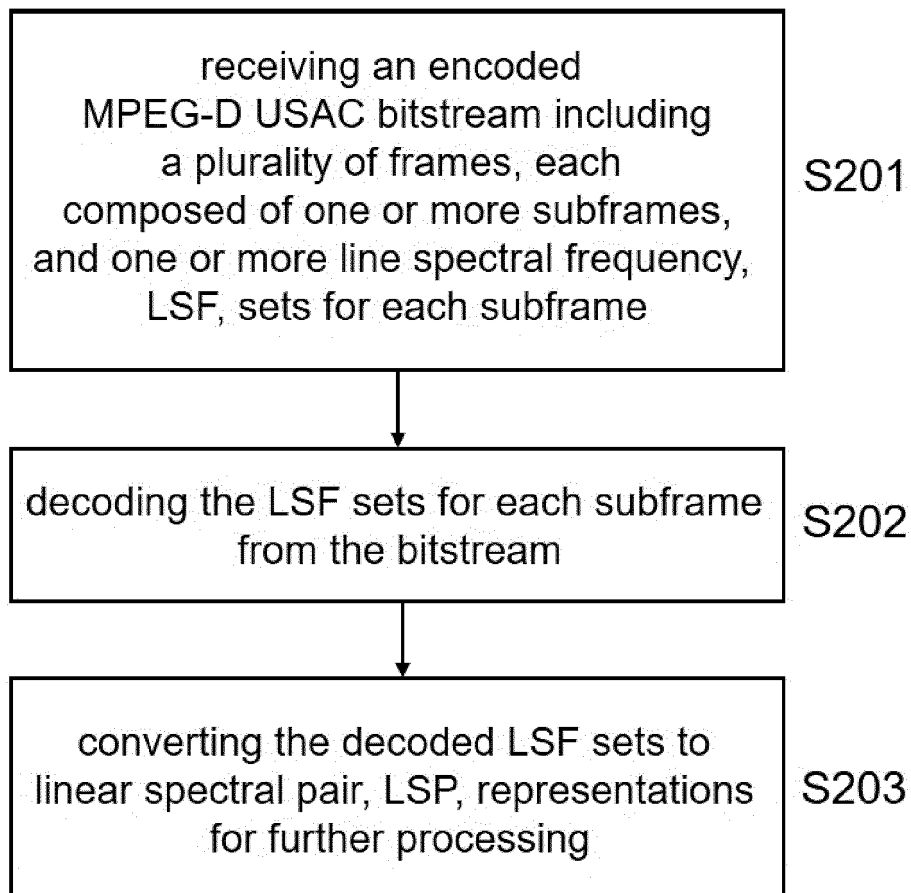 receiving an encoded
MPEG-D USAC bitstream including
a plurality of frames, each
composed of one or more subframes,
and one or more line spectral frequency,
LSF, sets for each subframe
S201
decoding the LSF sets for each subframe
from the bitstream
S202
converting the decoded LSF sets to
linear spectral pair, LSP, representations
for further processing
S203